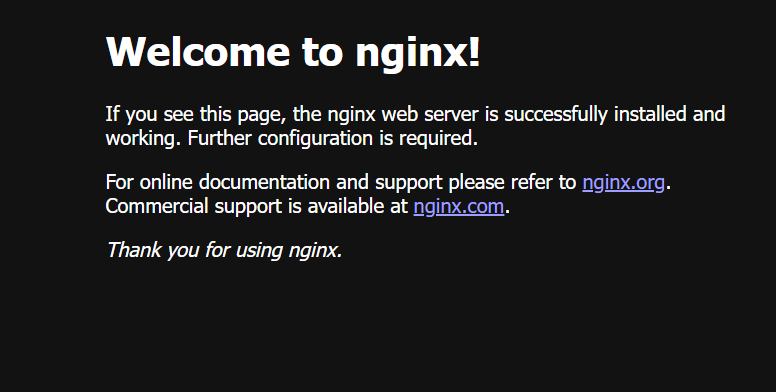 Welcome to nginx!
If you see this page, the nginx web server is successfully installed and
working. Further configuration is required.
For online documentation and support please refer to nginx.org.
Commercial support is available at nginx.com.
Thank you for using nginx.